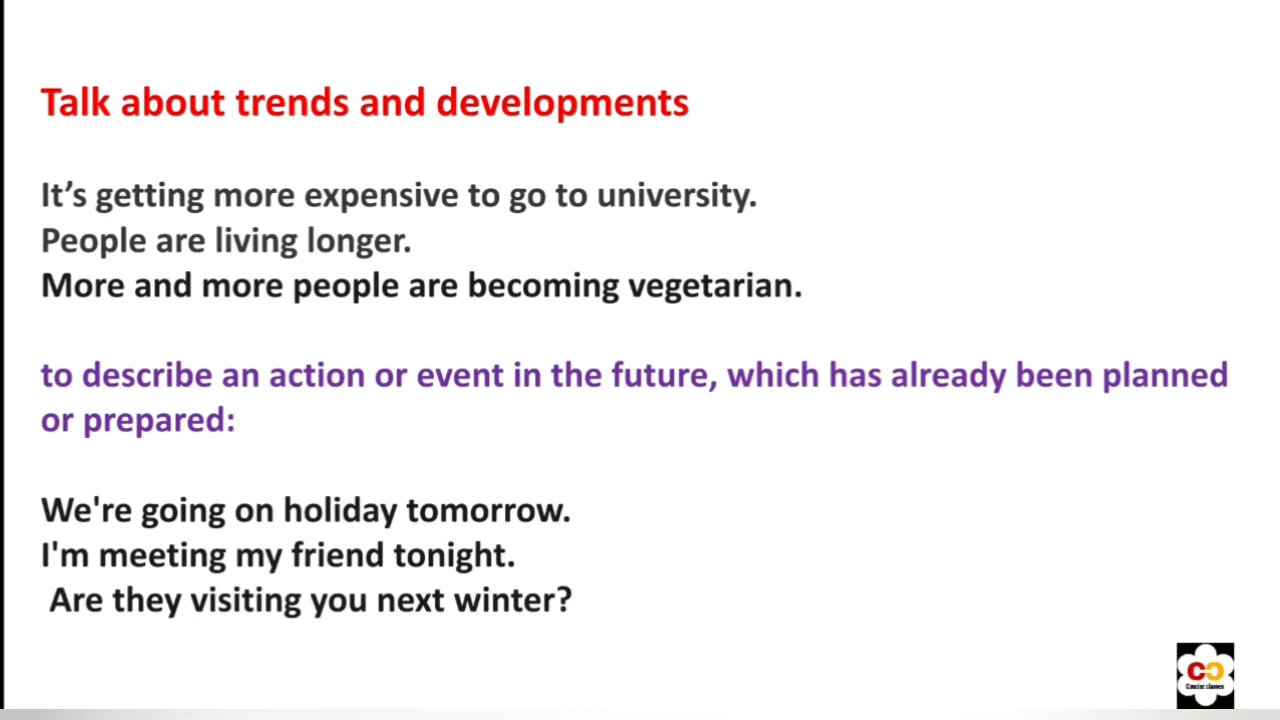 Talk about trends and developments
It’s getting more expensive to go to university.
People are living longer.
More and more people are becoming vegetarian.
to describe an action or event in the future, which has already been planned
or prepared:
We're going on holiday tomorrow.
I'm meeting my friend tonight.
Are they visiting you next winter?
Concise classes